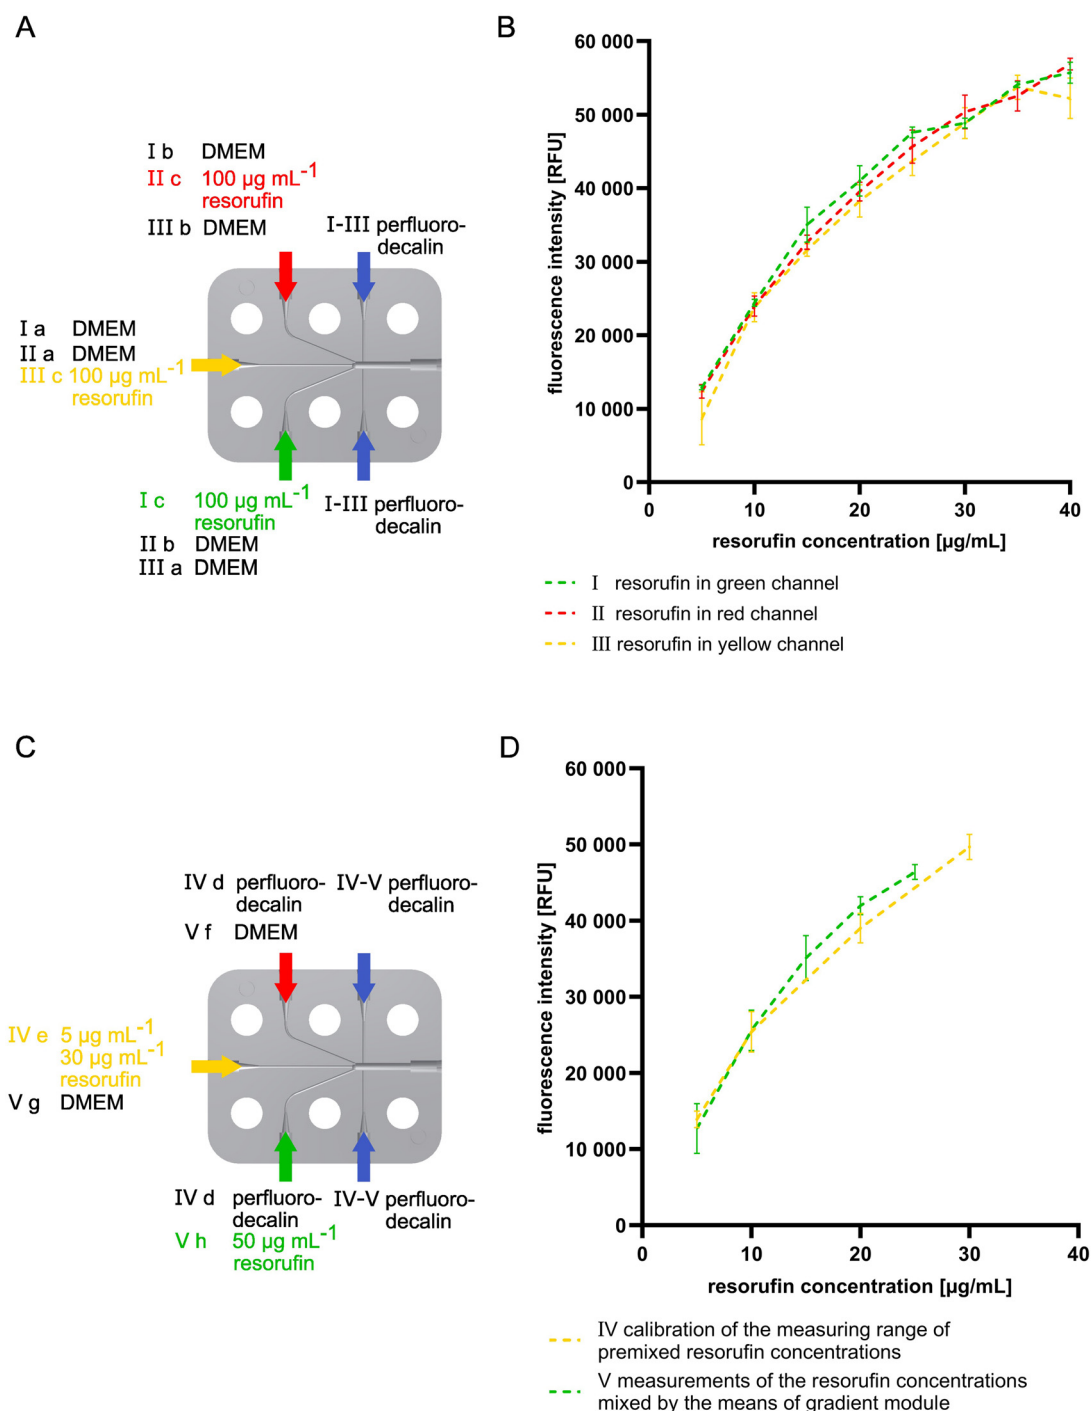 A
I b DMEM
II c 100 µg mL⁻¹
resorufin
III b DMEM
I-III perfluoro-
decalin
I a DMEM
II a DMEM
III c 100 µg mL⁻¹
resorufin
I c 100 µg mL⁻¹
resorufin
II b DMEM
III a DMEM
I-III perfluoro-
decalin
B
fluorescence intensity [RFU]
60 000
50 000
40 000
30 000
20 000
10 000
0
0 10 20 30 40
resorufin concentration [µg/mL]
I resorufin in green channel
II resorufin in red channel
III resorufin in yellow channel
C
IV d perfluoro-
decalin
V f DMEM
IV-V perfluoro-
decalin
IV e 5 µg mL⁻¹
30 µg mL⁻¹
resorufin
V g DMEM
IV d perfluoro-
decalin
V h 50 µg mL⁻¹
resorufin
IV-V perfluoro-
decalin
D
fluorescence intensity [RFU]
60 000
50 000
40 000
30 000
20 000
10 000
0
0 10 20 30 40
resorufin concentration [µg/mL]
IV calibration of the measuring range of
premixed resorufin concentrations
V measurements of the resorufin concentrations
mixed by the means of gradient module